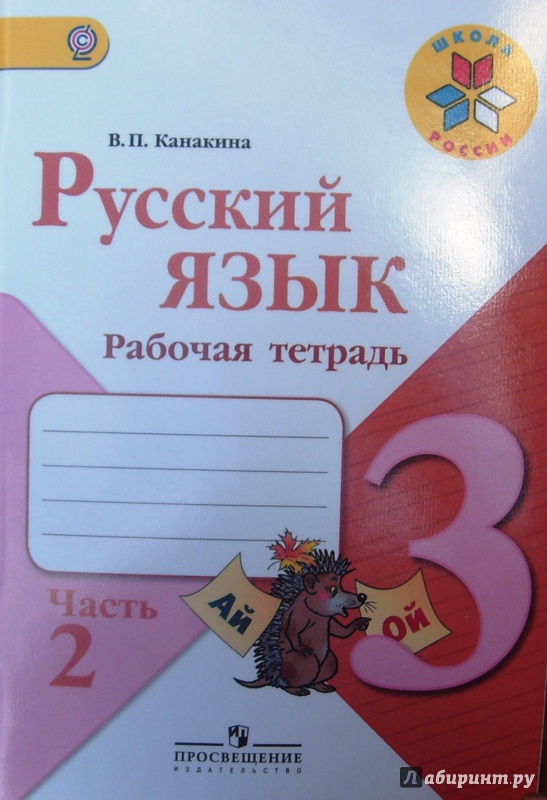 ШКОЛА
РОССИИ
В.П. Канакина
Русский
язык
Рабочая тетрадь
3
Часть
2
Ай
Ой
ПРОСВЕЩЕНИЕ
ИЗДАТЕЛЬСТВО
Лабиринт.ру